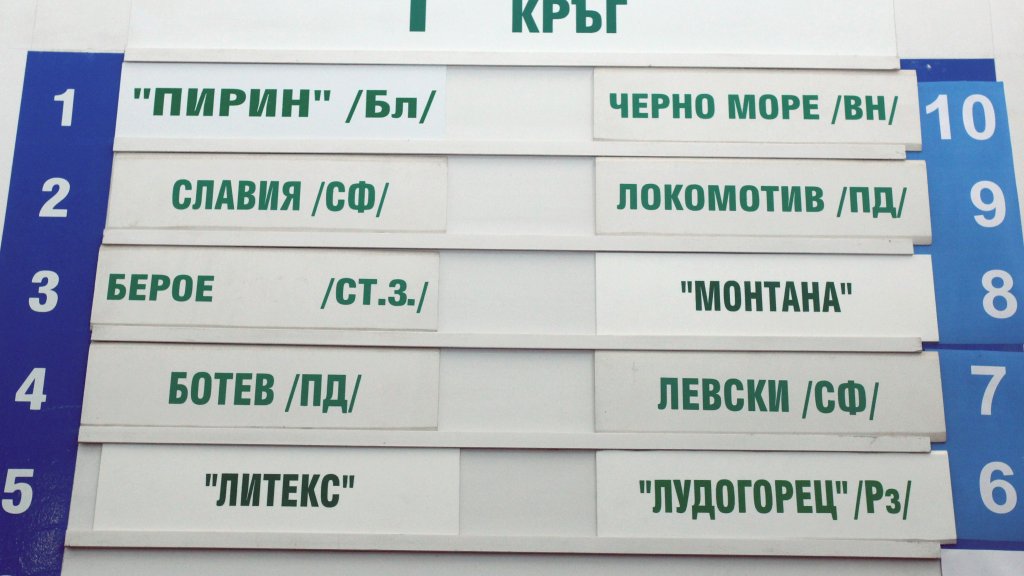 I КРЪГ
1 "ПИРИН" /Бл/ ЧЕРНО МОРЕ /ВН/ 10
2 СЛАВИЯ /СФ/ ЛОКОМОТИВ /ПД/ 9
3 БЕРОЕ /СТ.З./ "МОНТАНА" 8
4 БОТЕВ /ПД/ ЛЕВСКИ /СФ/ 7
5 "ЛИТЕКС" "ЛУДОГОРЕЦ" /Рз/ 6